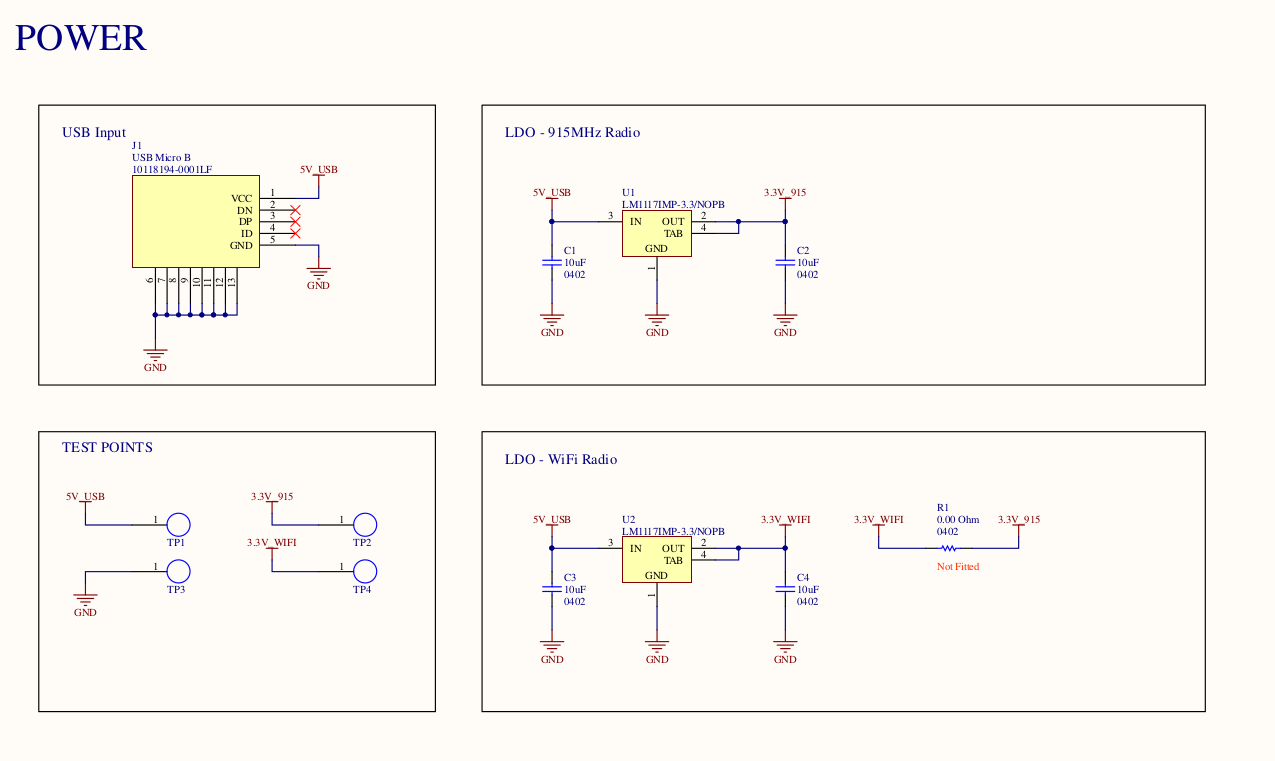 POWER
USB Input
J1
USB Micro B
10118194-0001LF
5V_USB
VCC 1
DN 2
DP 3
ID 4
GND 5
6 7 8 9 10 11 12 13
GND
GND
LDO - 915MHz Radio
5V_USB
U1
LM1117IMP-3.3/NOPB
3.3V_915
3 IN OUT 2
TAB 4
GND
1
C1
10uF
0402
C2
10uF
0402
GND
GND
GND
TEST POINTS
5V_USB
1
TP1
3.3V_915
1
TP2
3.3V_WIFI
1
TP3
1
TP4
GND
LDO - WiFi Radio
5V_USB
U2
LM1117IMP-3.3/NOPB
3.3V_WIFI
3 IN OUT 2
TAB 4
GND
1
C3
10uF
0402
C4
10uF
0402
GND
GND
GND
3.3V_WIFI
R1
0.00 Ohm
0402
3.3V_915
Not Fitted